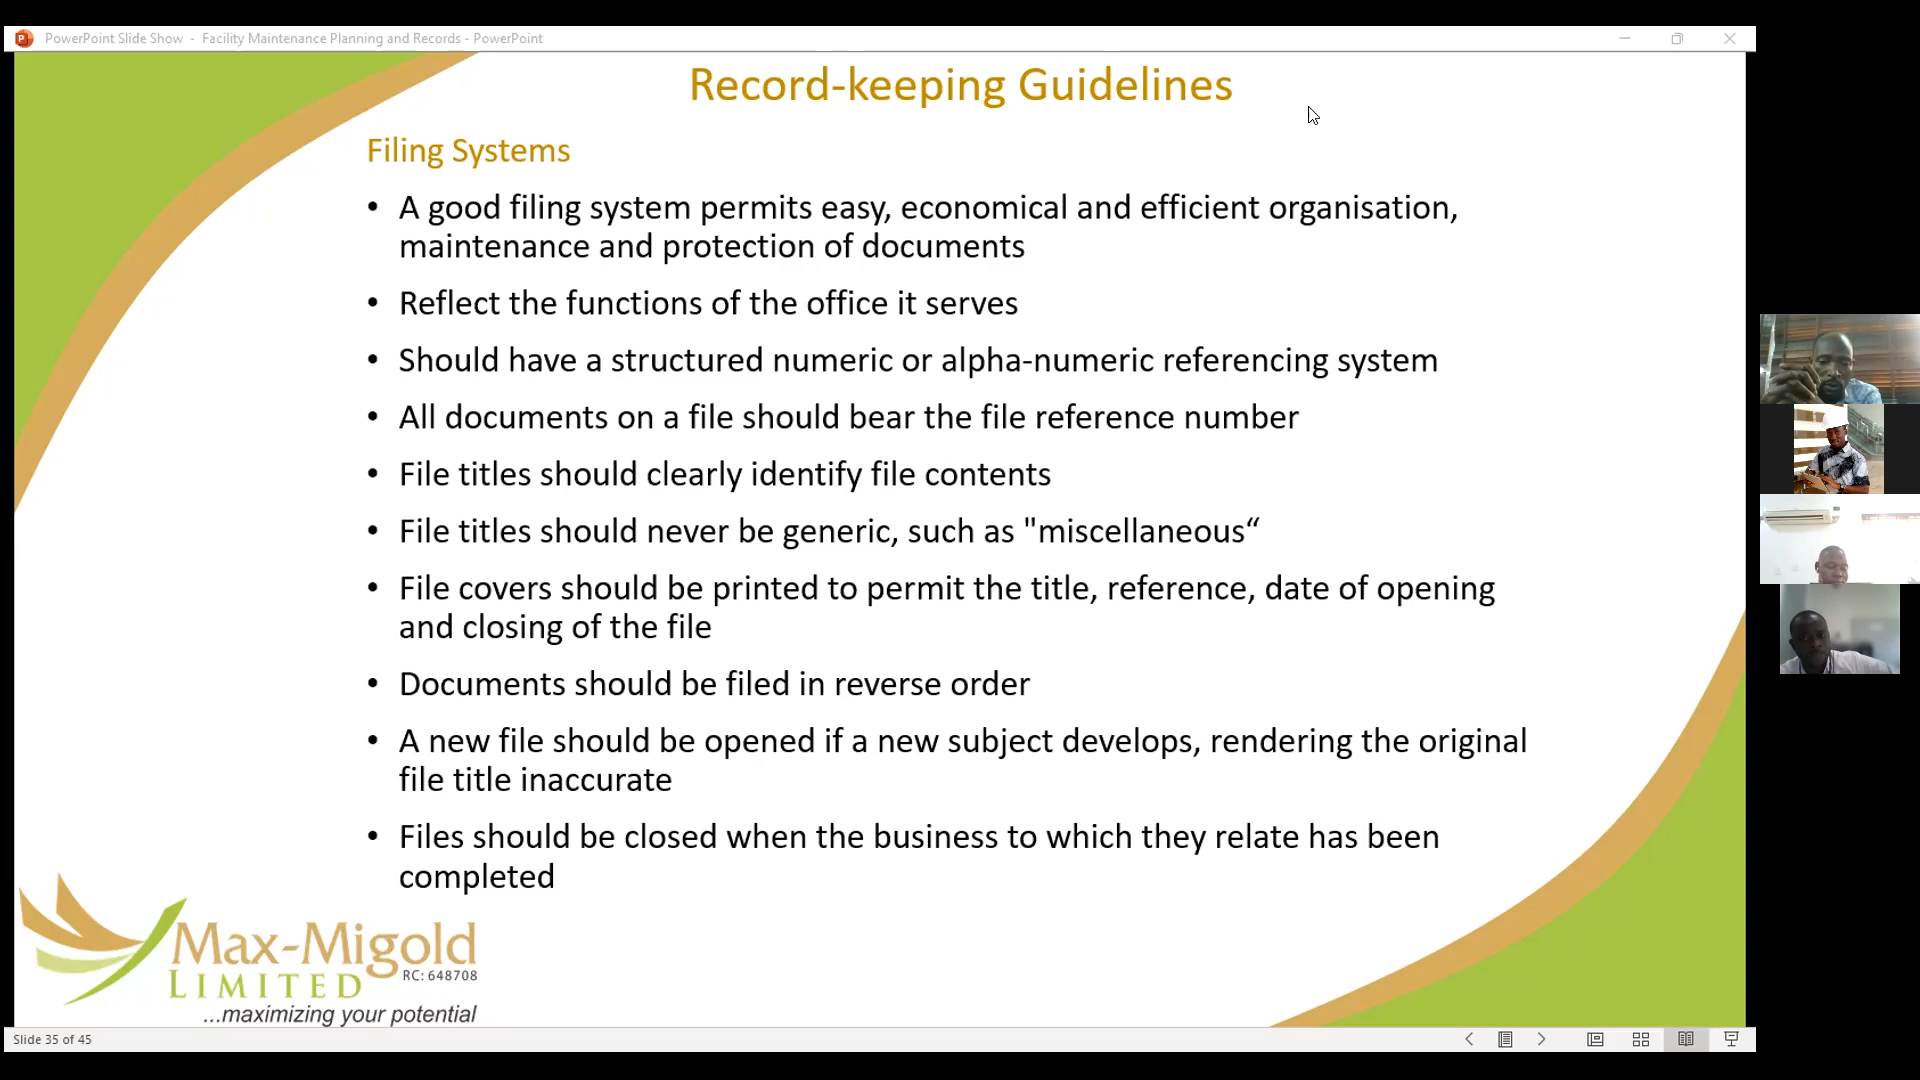 PowerPoint Slide Show - Facility Maintenance Planning and Records - PowerPoint
Record-keeping Guidelines
Filing Systems
• A good filing system permits easy, economical and efficient organisation,
maintenance and protection of documents
• Reflect the functions of the office it serves
• Should have a structured numeric or alpha-numeric referencing system
• All documents on a file should bear the file reference number
• File titles should clearly identify file contents
• File titles should never be generic, such as "miscellaneous“
• File covers should be printed to permit the title, reference, date of opening
and closing of the file
• Documents should be filed in reverse order
• A new file should be opened if a new subject develops, rendering the original
file title inaccurate
• Files should be closed when the business to which they relate has been
completed
Max-Migold
LIMITED
RC: 648708
...maximizing your potential
Slide 35 of 45